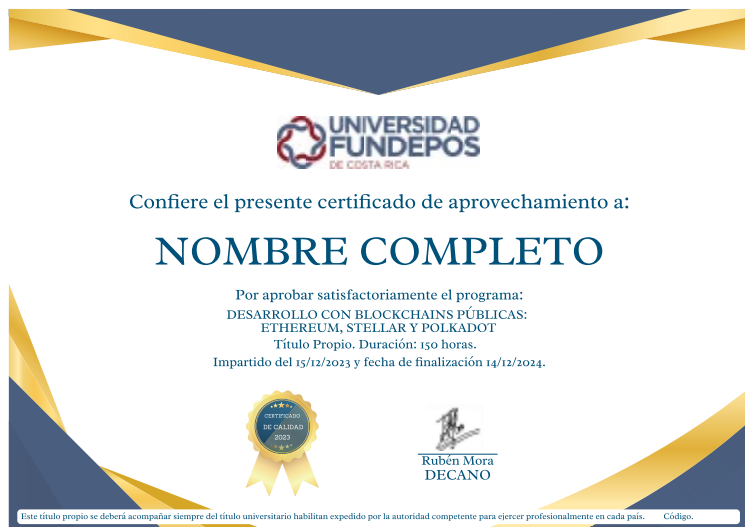 UNIVERSIDAD
FUNDEPOS
DE COSTA RICA
Confiere el presente certificado de aprovechamiento a:
NOMBRE COMPLETO
Por aprobar satisfactoriamente el programa:
DESARROLLO CON BLOCKCHAINS PÚBLICAS:
ETHEREUM, STELLAR Y POLKADOT
Título Propio. Duración: 150 horas.
Impartido del 15/12/2023 y fecha de finalización 14/12/2024.
CERTIFICADO
DE CALIDAD
2023
Rubén Mora
DECANO
Este título propio se deberá acompañar siempre del título universitario habilitan expedido por la autoridad competente para ejercer profesionalmente en cada país. Código.